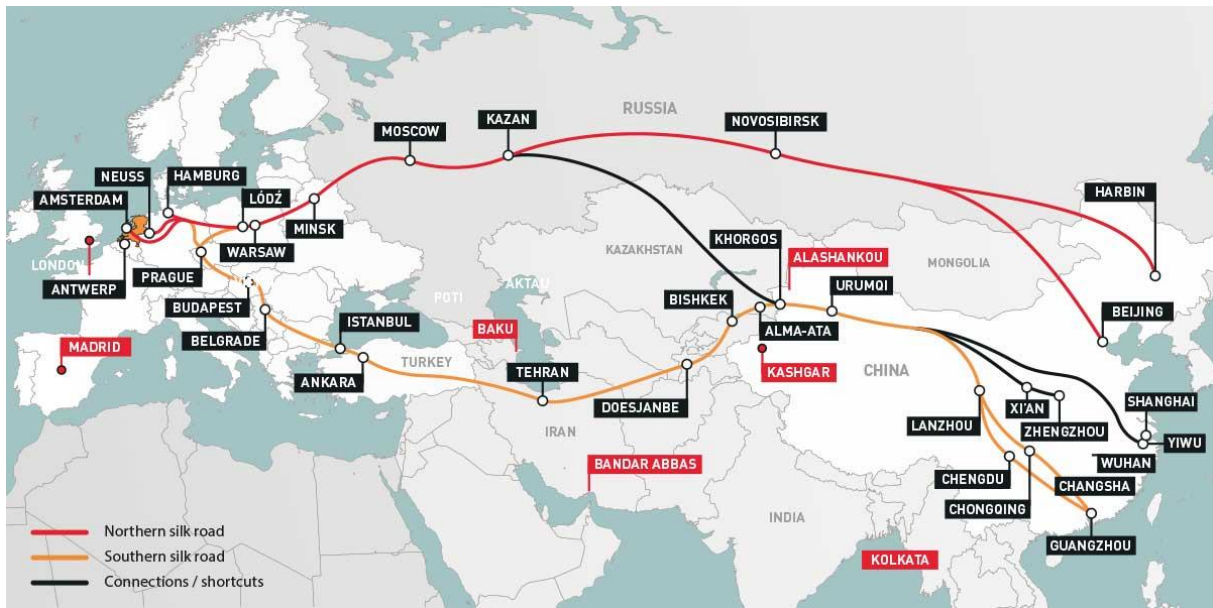 RUSSIA
KAZAN
NOVOSIBIRSK
MOSCOW
NEUSS
HAMBURG
AMSTERDAM
ŁÓDŹ
HARBIN
MINSK
KHORGOS
KAZAKHSTAN
WARSAW
ALASHANKOU
MONGOLIA
LONDON
PRAGUE
ANTWERP
AKTAU
URUMQI
POTI
BISHKEK
BUDAPEST
BEIJING
ISTANBUL
BAKU
ALMA-ATA
BELGRADE
MADRID
TURKEY
TEHRAN
KASHGAR
CHINA
ANKARA
SHANGHAI
DOESJANBE
XI'AN
LANZHOU
ZHENGZHOU
IRAN
YIWU
BANDAR ABBAS
WUHAN
CHENGDU
CHANGSHA
CHONGQING
INDIA
GUANGZHOU
KOLKATA
Northern silk road
Southern silk road
Connections / shortcuts